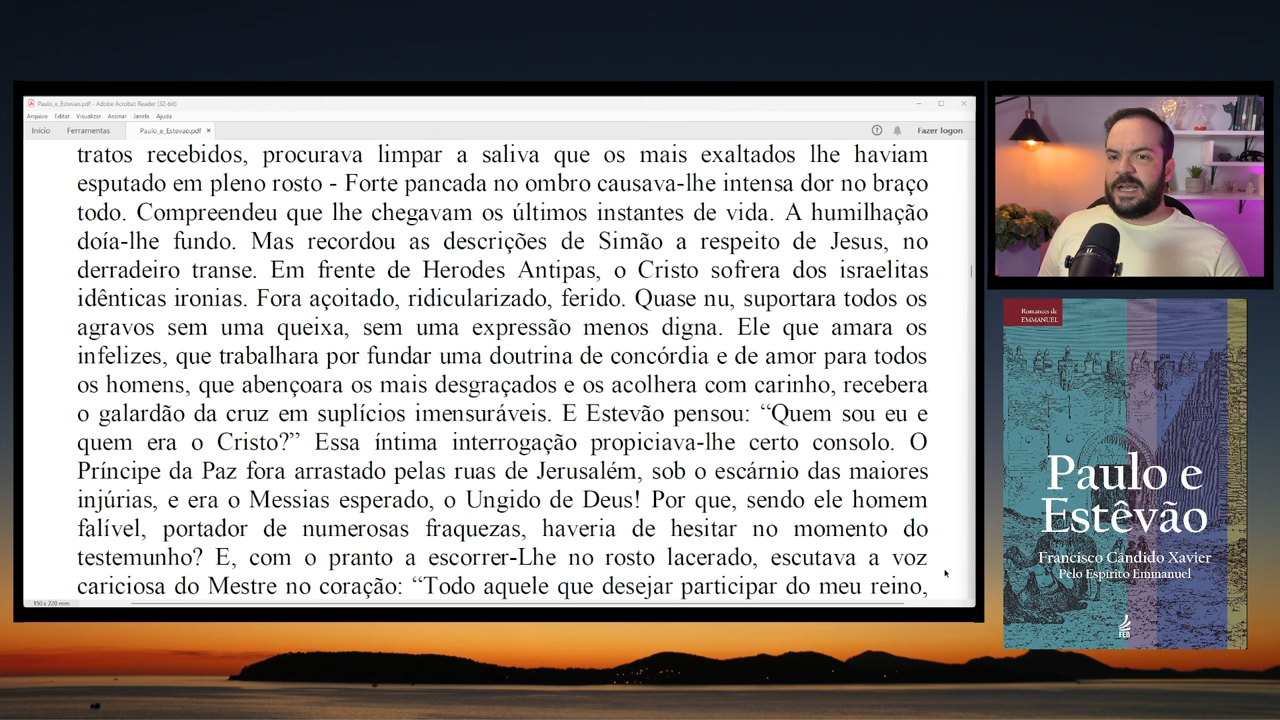 Paulo_e_Estevao.pdf - Adobe Acrobat Reader (32-bit)
Arquivo Editar Visualizar Assinar Janela Ajuda
Início Ferramentas Paulo_e_Estevao.pdf × Fazer logon
tratos recebidos, procurava limpar a saliva que os mais exaltados lhe haviam
esputado em pleno rosto - Forte pancada no ombro causava-lhe intensa dor no braço
todo. Compreendeu que lhe chegavam os últimos instantes de vida. A humilhação
doía-lhe fundo. Mas recordou as descrições de Simão a respeito de Jesus, no
derradeiro transe. Em frente de Herodes Antipas, o Cristo sofrera dos israelitas
idênticas ironias. Fora açoitado, ridicularizado, ferido. Quase nu, suportara todos os
agravos sem uma queixa, sem uma expressão menos digna. Ele que amara os
infelizes, que trabalhara por fundar uma doutrina de concórdia e de amor para todos
os homens, que abençoara os mais desgraçados e os acolhera com carinho, recebera
o galardão da cruz em suplícios imensuráveis. E Estevão pensou: “Quem sou eu e
quem era o Cristo?” Essa íntima interrogação propiciava-lhe certo consolo. O
Príncipe da Paz fora arrastado pelas ruas de Jerusalém, sob o escárnio das maiores
injúrias, e era o Messias esperado, o Ungido de Deus! Por que, sendo ele homem
falível, portador de numerosas fraquezas, haveria de hesitar no momento do
testemunho? E, com o pranto a escorrer-Lhe no rosto lacerado, escutava a voz
cariciosa do Mestre no coração: “Todo aquele que desejar participar do meu reino,
150 x 220 mm
Romances de
EMMANUEL
Paulo e
Estêvão
Francisco Cândido Xavier
Pelo Espírito Emmanuel
FEB